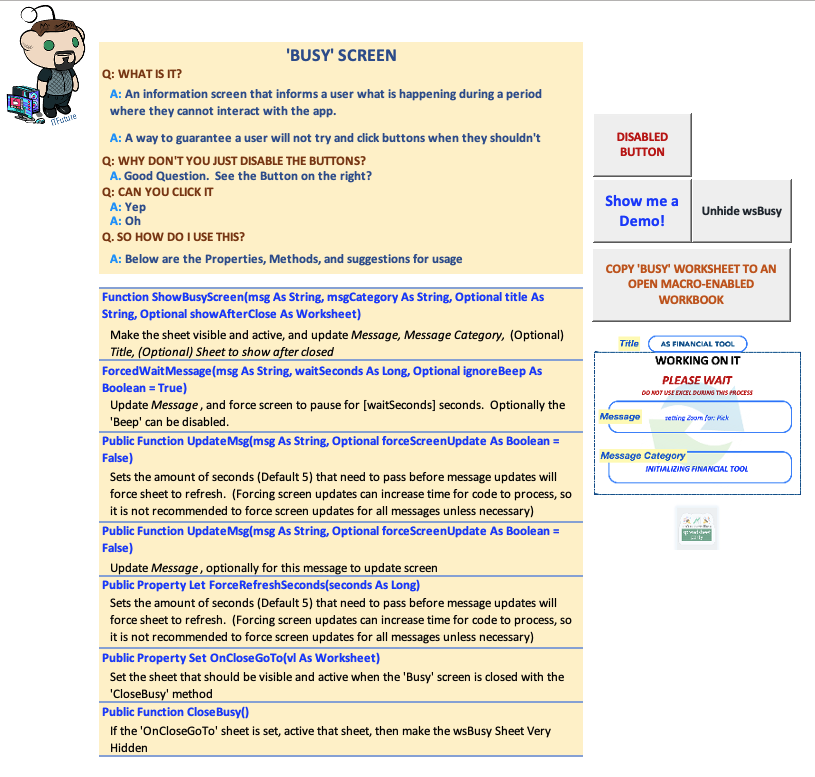 ITFuture
'BUSY' SCREEN
Q: WHAT IS IT?
A: An information screen that informs a user what is happening during a period
where they cannot interact with the app.
A: A way to guarantee a user will not try and click buttons when they shouldn't
Q: WHY DON'T YOU JUST DISABLE THE BUTTONS?
A. Good Question. See the Button on the right?
Q: CAN YOU CLICK IT
A: Yep
A: Oh
Q. SO HOW DO I USE THIS?
A: Below are the Properties, Methods, and suggestions for usage
Function ShowBusyScreen(msg As String, msgCategory As String, Optional title As
String, Optional showAfterClose As Worksheet)
Make the sheet visible and active, and update Message, Message Category, (Optional)
Title, (Optional) Sheet to show after closed
ForcedWaitMessage(msg As String, waitSeconds As Long, Optional ignoreBeep As
Boolean = True)
Update Message , and force screen to pause for [waitSeconds] seconds. Optionally the
'Beep' can be disabled.
Public Function UpdateMsg(msg As String, Optional forceScreenUpdate As Boolean =
False)
Sets the amount of seconds (Default 5) that need to pass before message updates will
force sheet to refresh. (Forcing screen updates can increase time for code to process, so
it is not recommended to force screen updates for all messages unless necessary)
Public Function UpdateMsg(msg As String, Optional forceScreenUpdate As Boolean =
False)
Update Message , optionally for this message to update screen
Public Property Let ForceRefreshSeconds(seconds As Long)
Sets the amount of seconds (Default 5) that need to pass before message updates will
force sheet to refresh. (Forcing screen updates can increase time for code to process, so
it is not recommended to force screen updates for all messages unless necessary)
Public Property Set OnCloseGoTo(vl As Worksheet)
Set the sheet that should be visible and active when the 'Busy' screen is closed with the
'CloseBusy' method
Public Function CloseBusy()
If the 'OnCloseGoTo' sheet is set, active that sheet, then make the wsBusy Sheet Very
Hidden
DISABLED
BUTTON
Show me a
Demo!
Unhide wsBusy
COPY 'BUSY' WORKSHEET TO AN
OPEN MACRO-ENABLED
WORKBOOK
Title
AS FINANCIAL TOOL
WORKING ON IT
PLEASE WAIT
DO NOT USE EXCEL DURING THIS PROCESS
Message
setting Zoom for: Pick
Message Category
INITIALIZING FINANCIAL TOOL